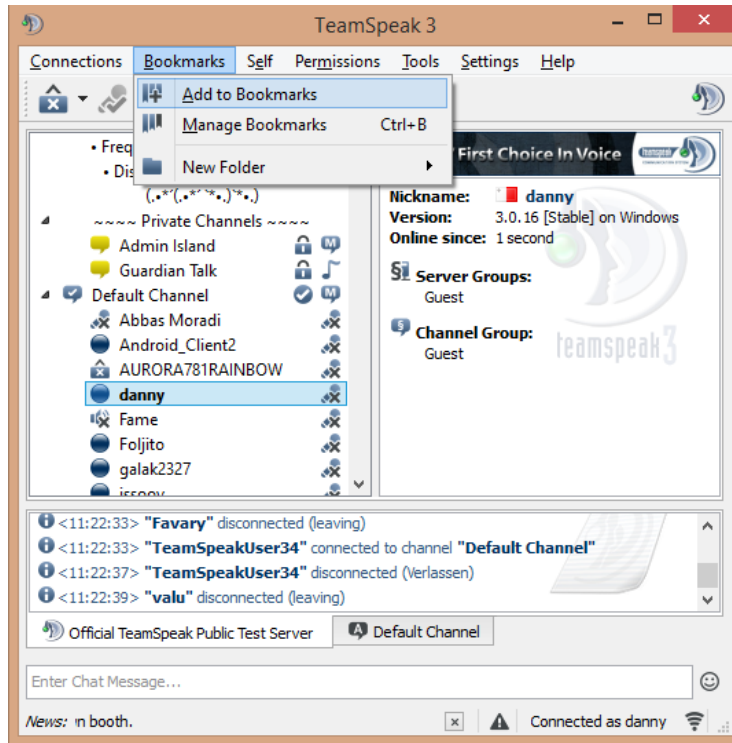 TeamSpeak 3
Connections Bookmarks Self Permissions Tools Settings Help
Add to Bookmarks
Manage Bookmarks Ctrl+B
New Folder
• Freq
• Dis
(.•*´(.•*´ `*•.)`*•.)
~~~~ Private Channels ~~~~
Admin Island
Guardian Talk
Default Channel
Abbas Moradi
Android_Client2
AURORA781RAINBOW
danny
Fame
Foljito
galak2327
First Choice In Voice
Nickname: danny
Version: 3.0.16 [Stable] on Windows
Online since: 1 second
Server Groups:
Guest
Channel Group:
Guest
teamspeak 3
<11:22:33> "Favary" disconnected (leaving)
<11:22:33> "TeamSpeakUser34" connected to channel "Default Channel"
<11:22:37> "TeamSpeakUser34" disconnected (Verlassen)
<11:22:39> "valu" disconnected (leaving)
Official TeamSpeak Public Test Server
Default Channel
Enter Chat Message...
News: n booth.
Connected as danny